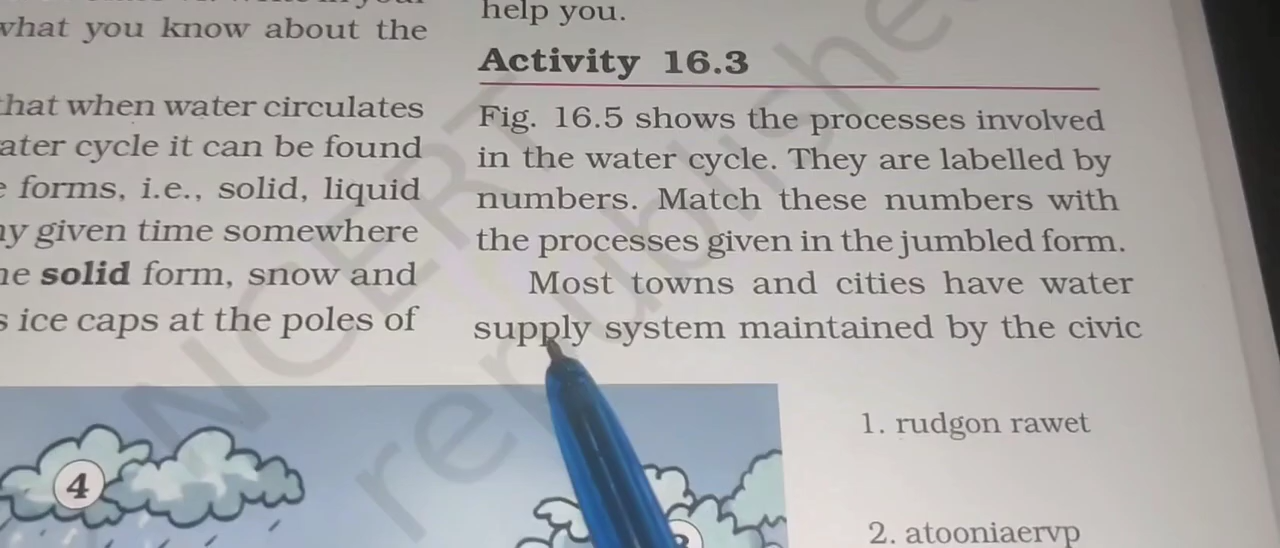 what you know about the
that when water circulates
water cycle it can be found
forms, i.e., solid, liquid
given time somewhere
solid form, snow and
ice caps at the poles of
help you.
Activity 16.3
Fig. 16.5 shows the processes involved
in the water cycle. They are labelled by
numbers. Match these numbers with
the processes given in the jumbled form.
Most towns and cities have water
supply system maintained by the civic
4
1. rudgon rawet
2. atooniaervp
NCERT
republishe